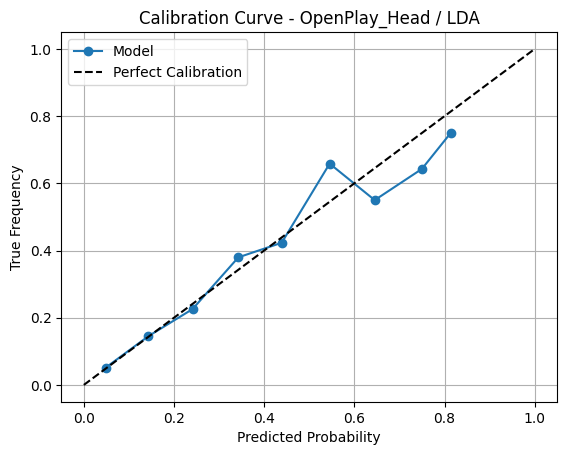 Calibration Curve - OpenPlay_Head / LDA
Model
Perfect Calibration
True Frequency
1.0
0.8
0.6
0.4
0.2
0.0
0.0 0.2 0.4 0.6 0.8 1.0
Predicted Probability